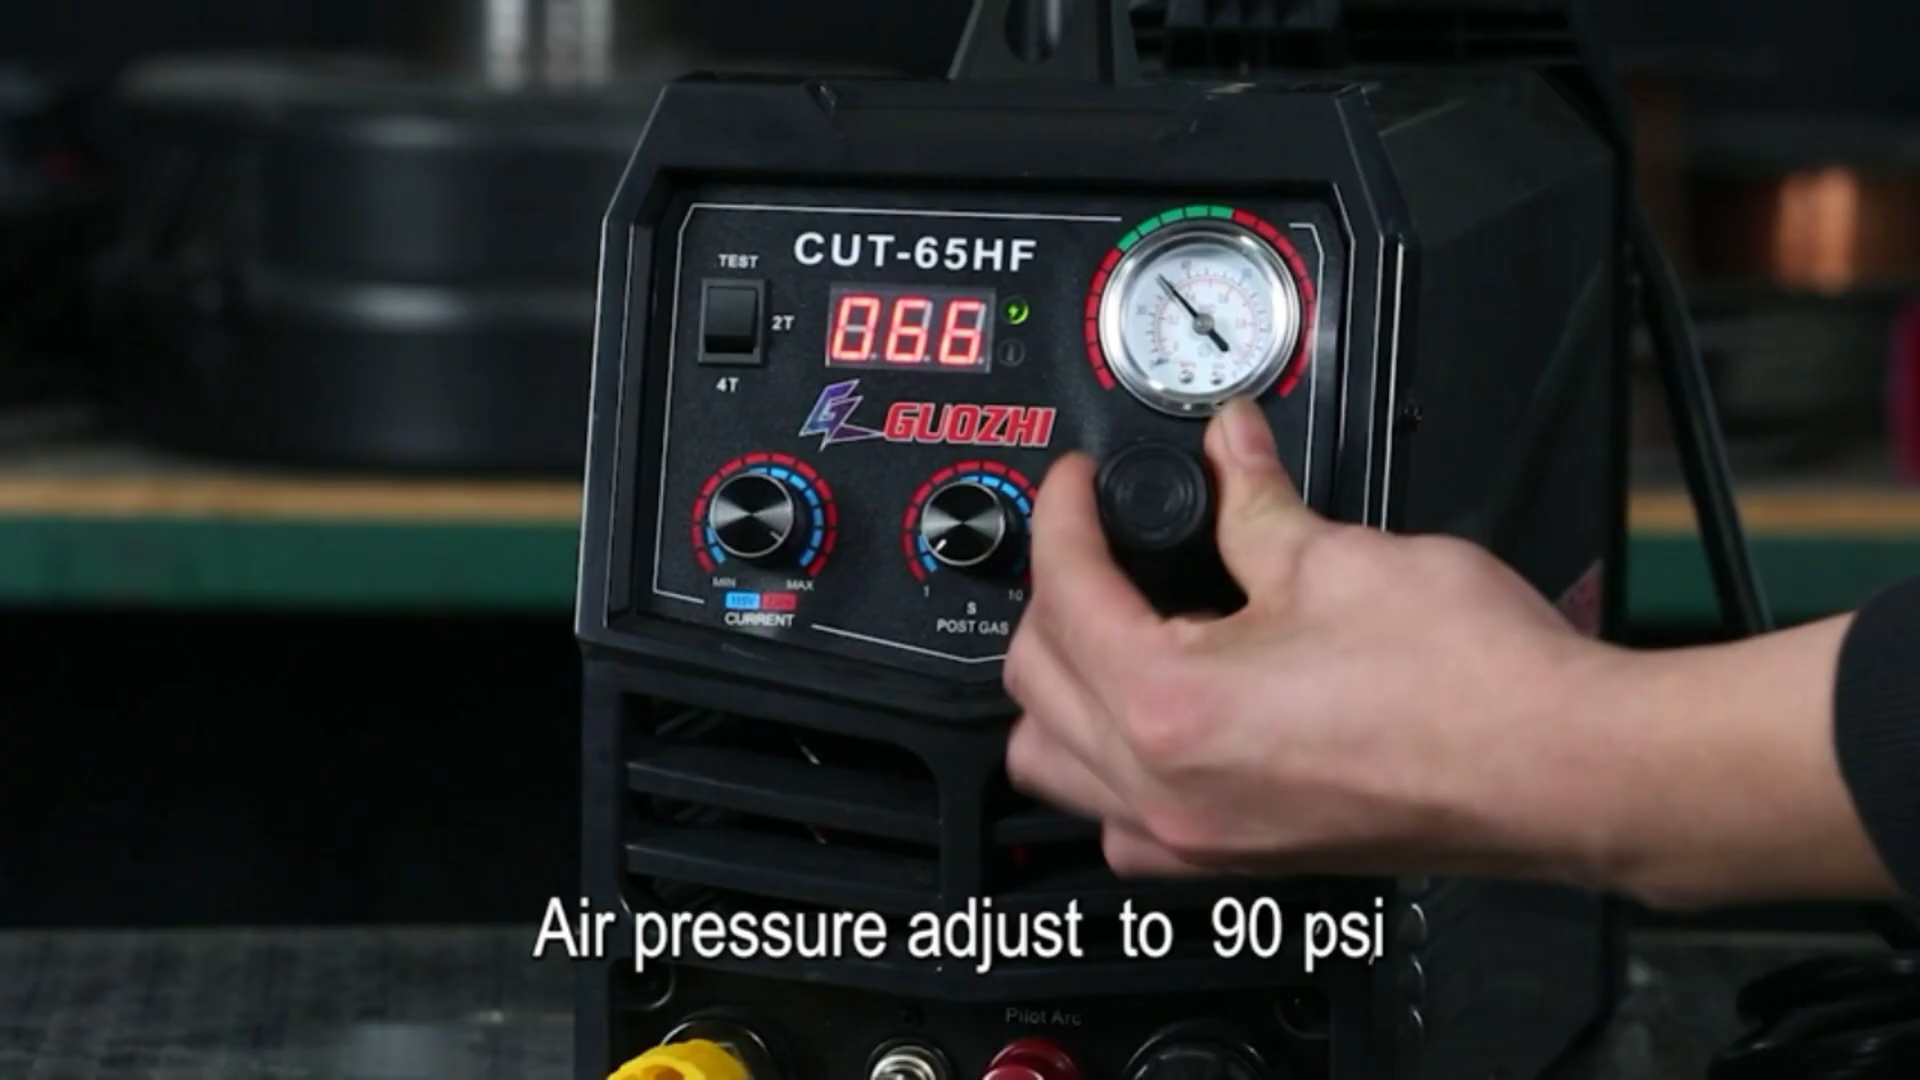 CUT-65HF
TEST
2T
4T
066
GUOZHI
MIN
MAX
115V
CURRENT
1
10
S
POST GAS
Air pressure adjust to 90 psi
Pilot Arc